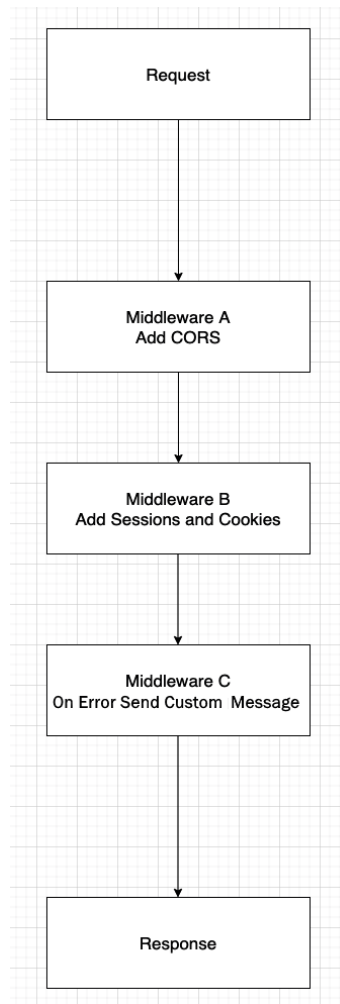 Request
Middleware A
Add CORS
Middleware B
Add Sessions and Cookies
Middleware C
On Error Send Custom Message
Response